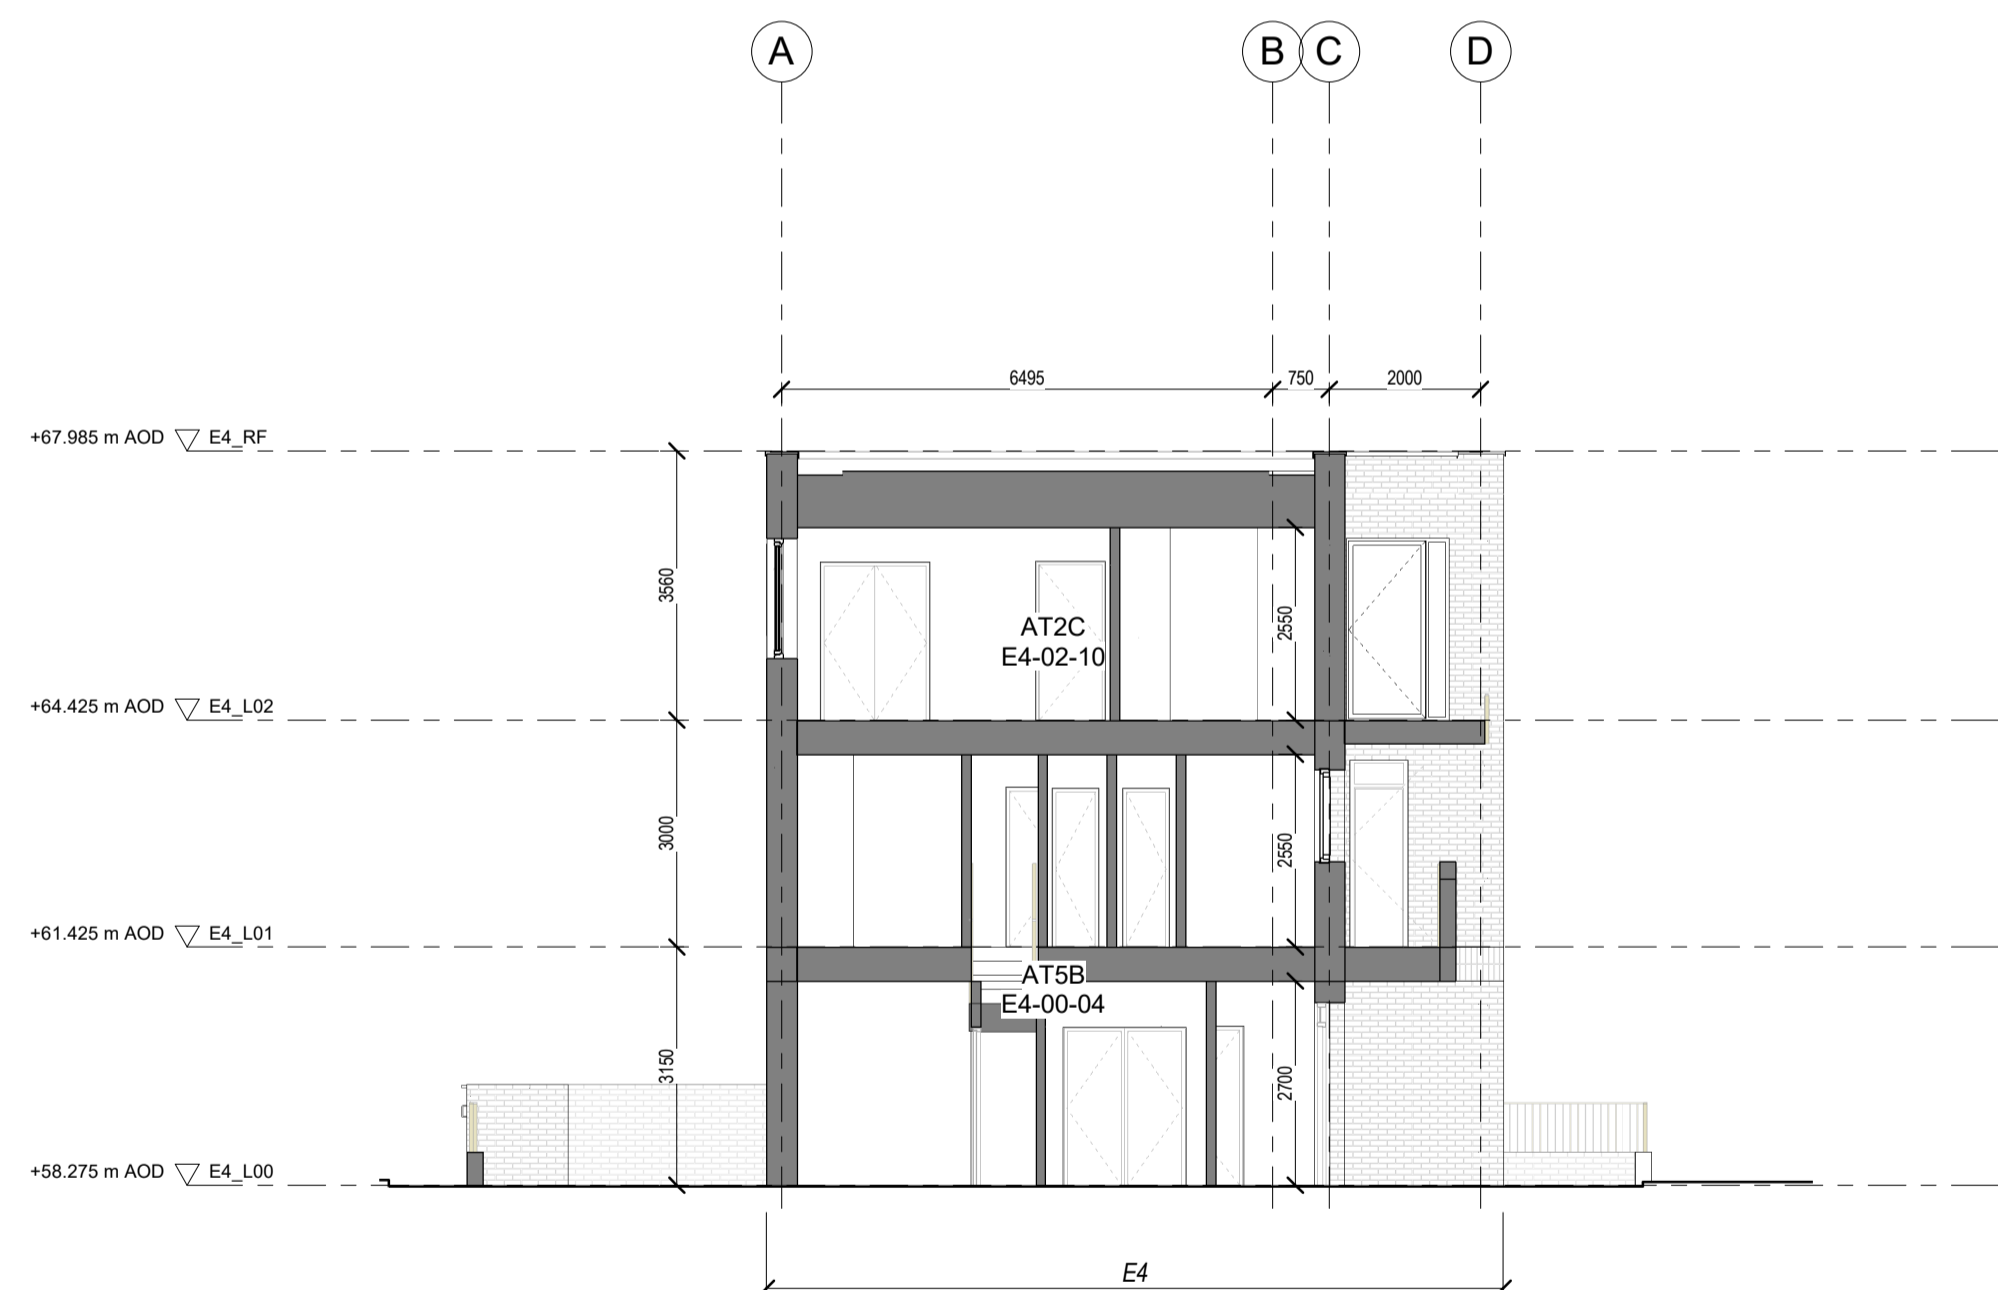 A B C D
6495 750 2000
+67.985 m AOD E4_RF
3560
2550
AT2C
E4-02-10
+64.425 m AOD E4_L02
3000
2550
+61.425 m AOD E4_L01
AT5B
E4-00-04
3150
2700
+58.275 m AOD E4_L00
E4